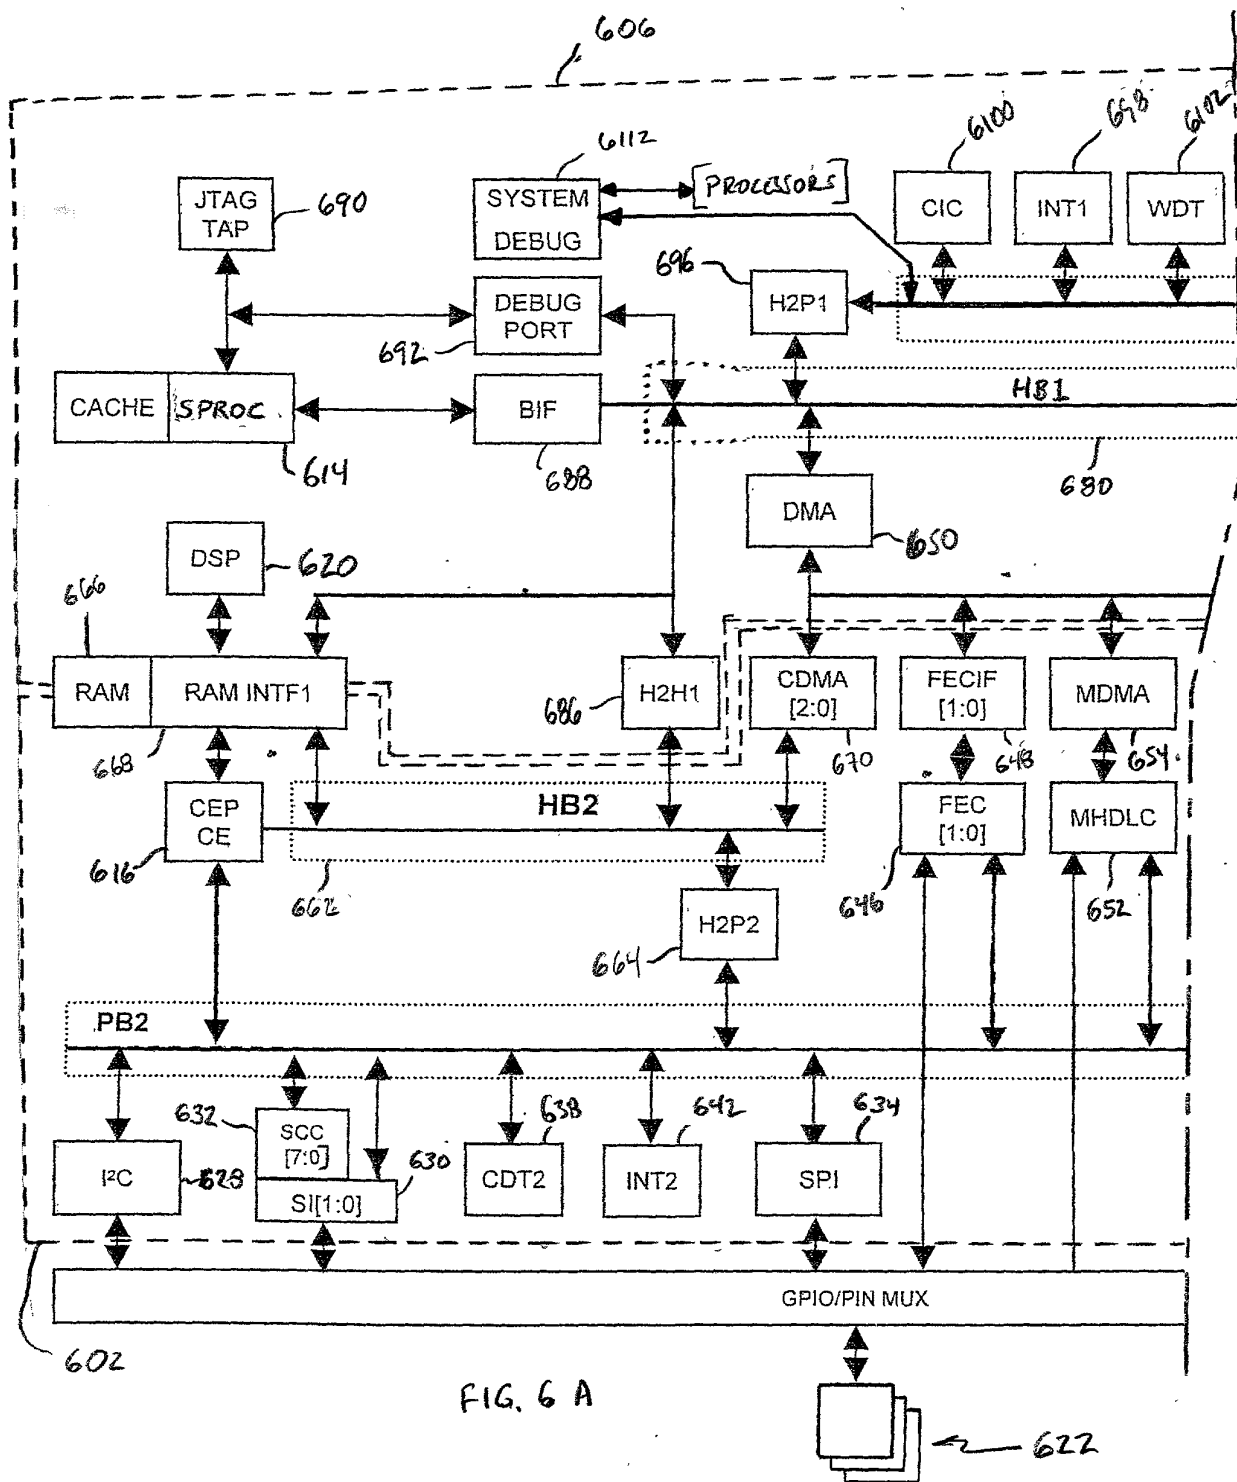 606
6100
698
6102
6112
JTAG
TAP
690
SYSTEM
DEBUG
[PROCESSORS]
CIC
INT1
WDT
696
H2P1
DEBUG
PORT
692
CACHE
SPROC
BIF
HB1
614
688
680
DMA
650
DSP
620
666
RAM
RAM INTF1
668
H2H1
686
CDMA
[2:0]
670
FECIF
[1:0]
648
MDMA
654
CEP
CE
616
HB2
662
FEC
[1:0]
646
MHDLC
652
H2P2
664
PB2
632
SCC
[7:0]
630
SI[1:0]
638
CDT2
642
INT2
634
SPI
I²C
628
GPIO/PIN MUX
602
FIG. 6 A
622